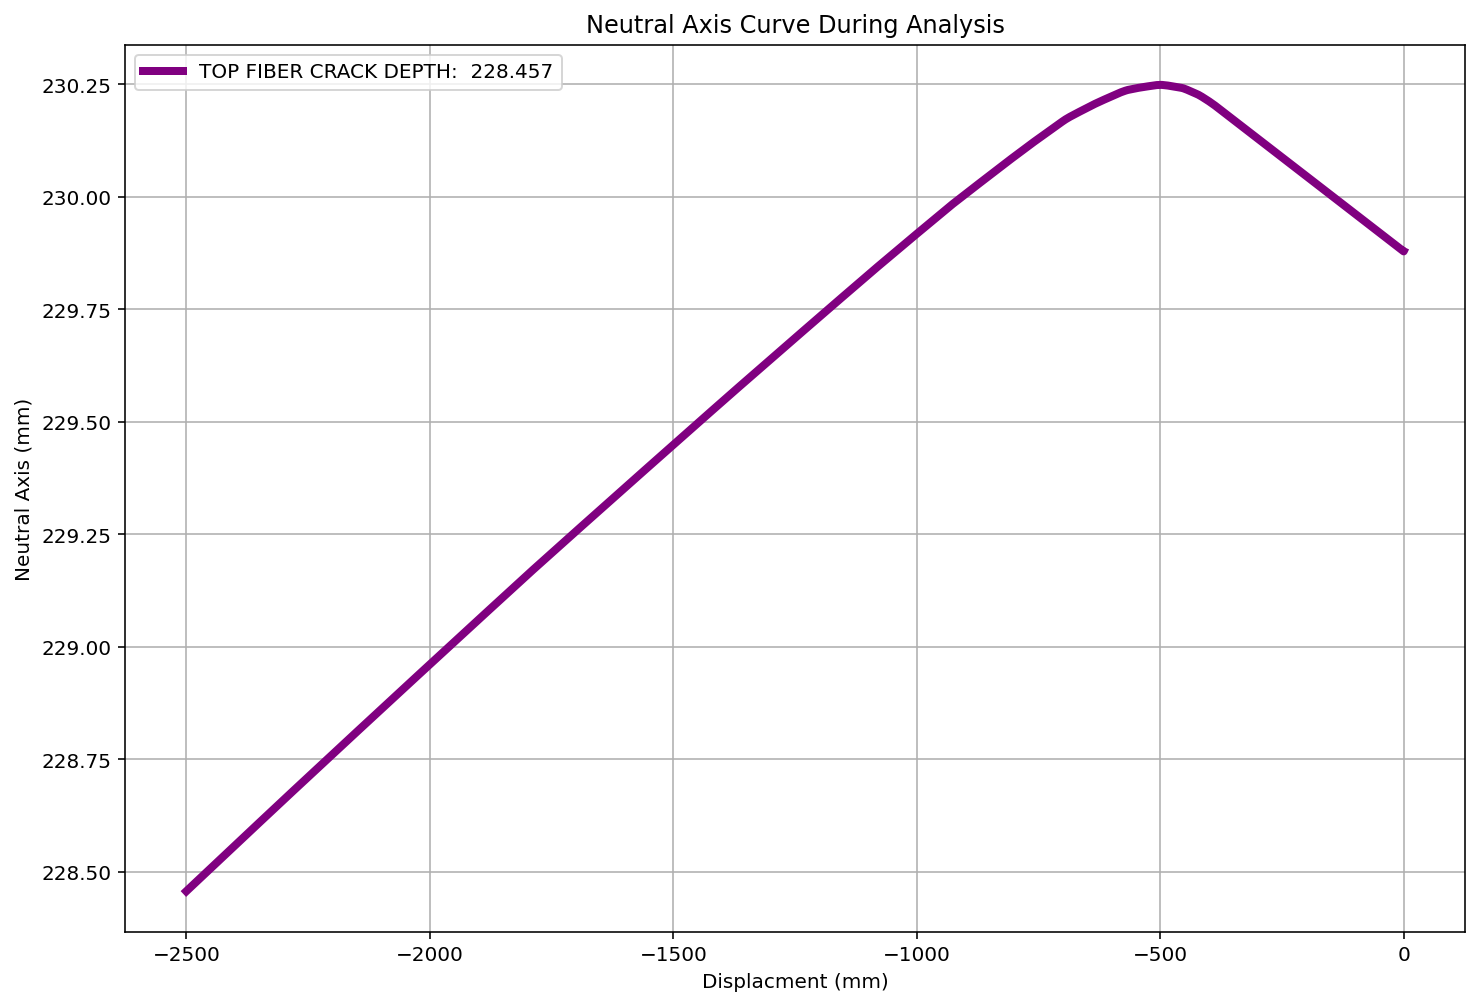 Neutral Axis Curve During Analysis
TOP FIBER CRACK DEPTH:  228.457
Neutral Axis (mm)
230.25
230.00
229.75
229.50
229.25
229.00
228.75
228.50
−2500 −2000 −1500 −1000 −500 0
Displacment (mm)